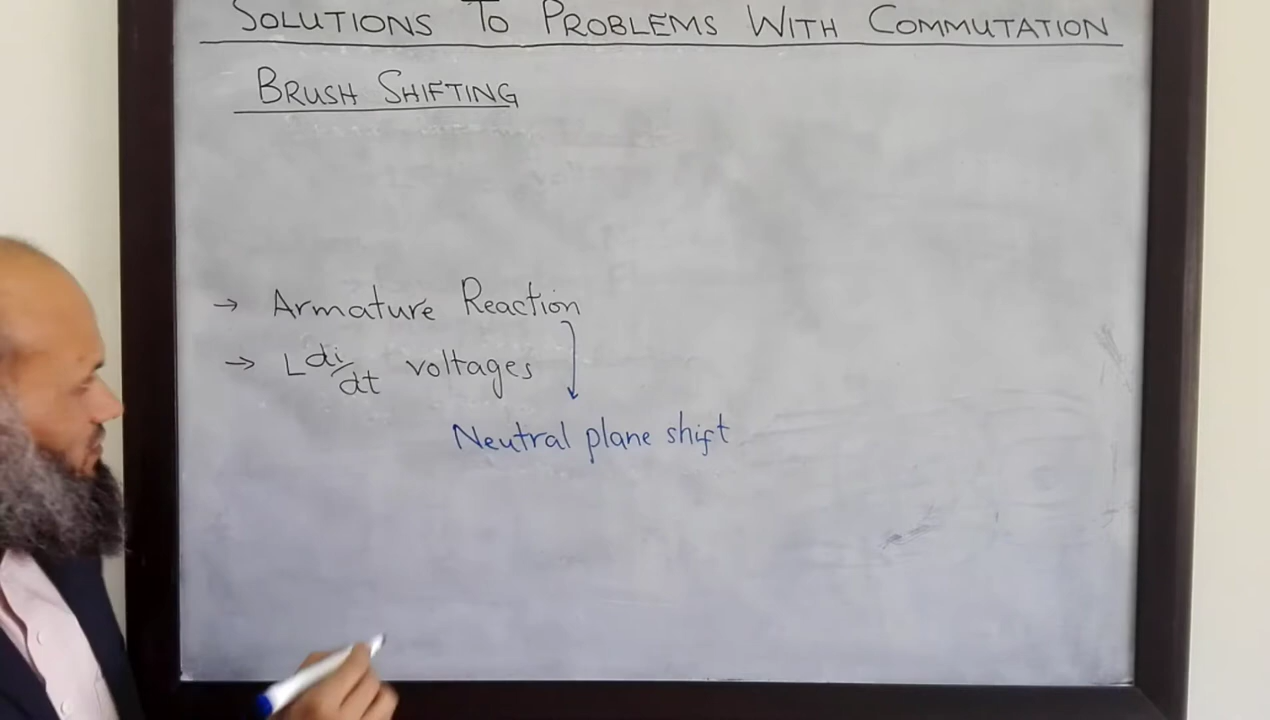 SOLUTIONS TO PROBLEMS WITH COMMUTATION
BRUSH SHIFTING
→ Armature Reaction
→ L di/dt voltages
Neutral plane shift